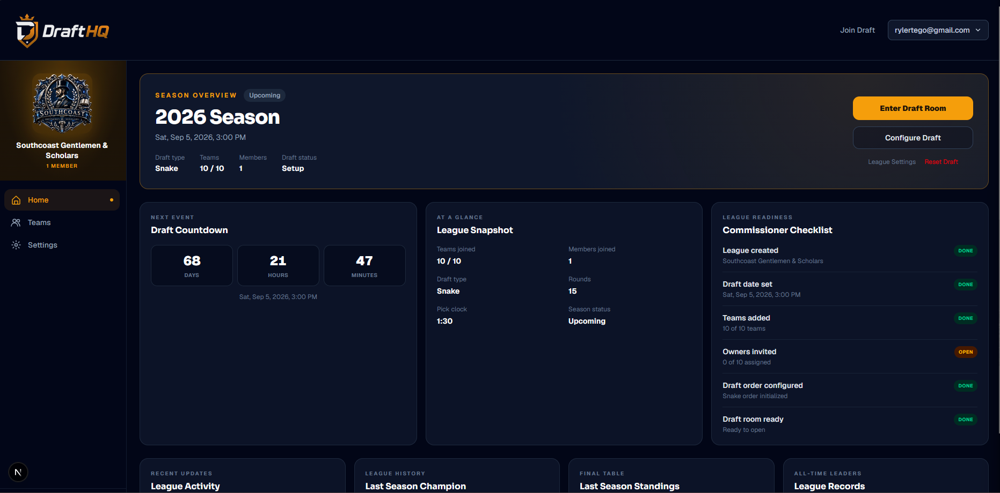 DraftHQ
Join Draft
rylertego@gmail.com
SOUTHCOAST
Southcoast Gentlemen &
Scholars
1 MEMBER
Home
Teams
Settings
N
SEASON OVERVIEW
Upcoming
2026 Season
Sat, Sep 5, 2026, 3:00 PM
Draft type
Snake
Teams
10 / 10
Members
1
Draft status
Setup
Enter Draft Room
Configure Draft
League Settings
Reset Draft
NEXT EVENT
Draft Countdown
68
DAYS
21
HOURS
47
MINUTES
Sat, Sep 5, 2026, 3:00 PM
AT A GLANCE
League Snapshot
Teams joined
10 / 10
Members joined
1
Draft type
Snake
Rounds
15
Pick clock
1:30
Season status
Upcoming
LEAGUE READINESS
Commissioner Checklist
League created
DONE
Southcoast Gentlemen & Scholars
Draft date set
DONE
Sat, Sep 5, 2026, 3:00 PM
Teams added
DONE
10 of 10 teams
Owners invited
OPEN
0 of 10 assigned
Draft order configured
DONE
Snake order initialized
Draft room ready
DONE
Ready to open
RECENT UPDATES
League Activity
LEAGUE HISTORY
Last Season Champion
FINAL TABLE
Last Season Standings
ALL-TIME LEADERS
League Records